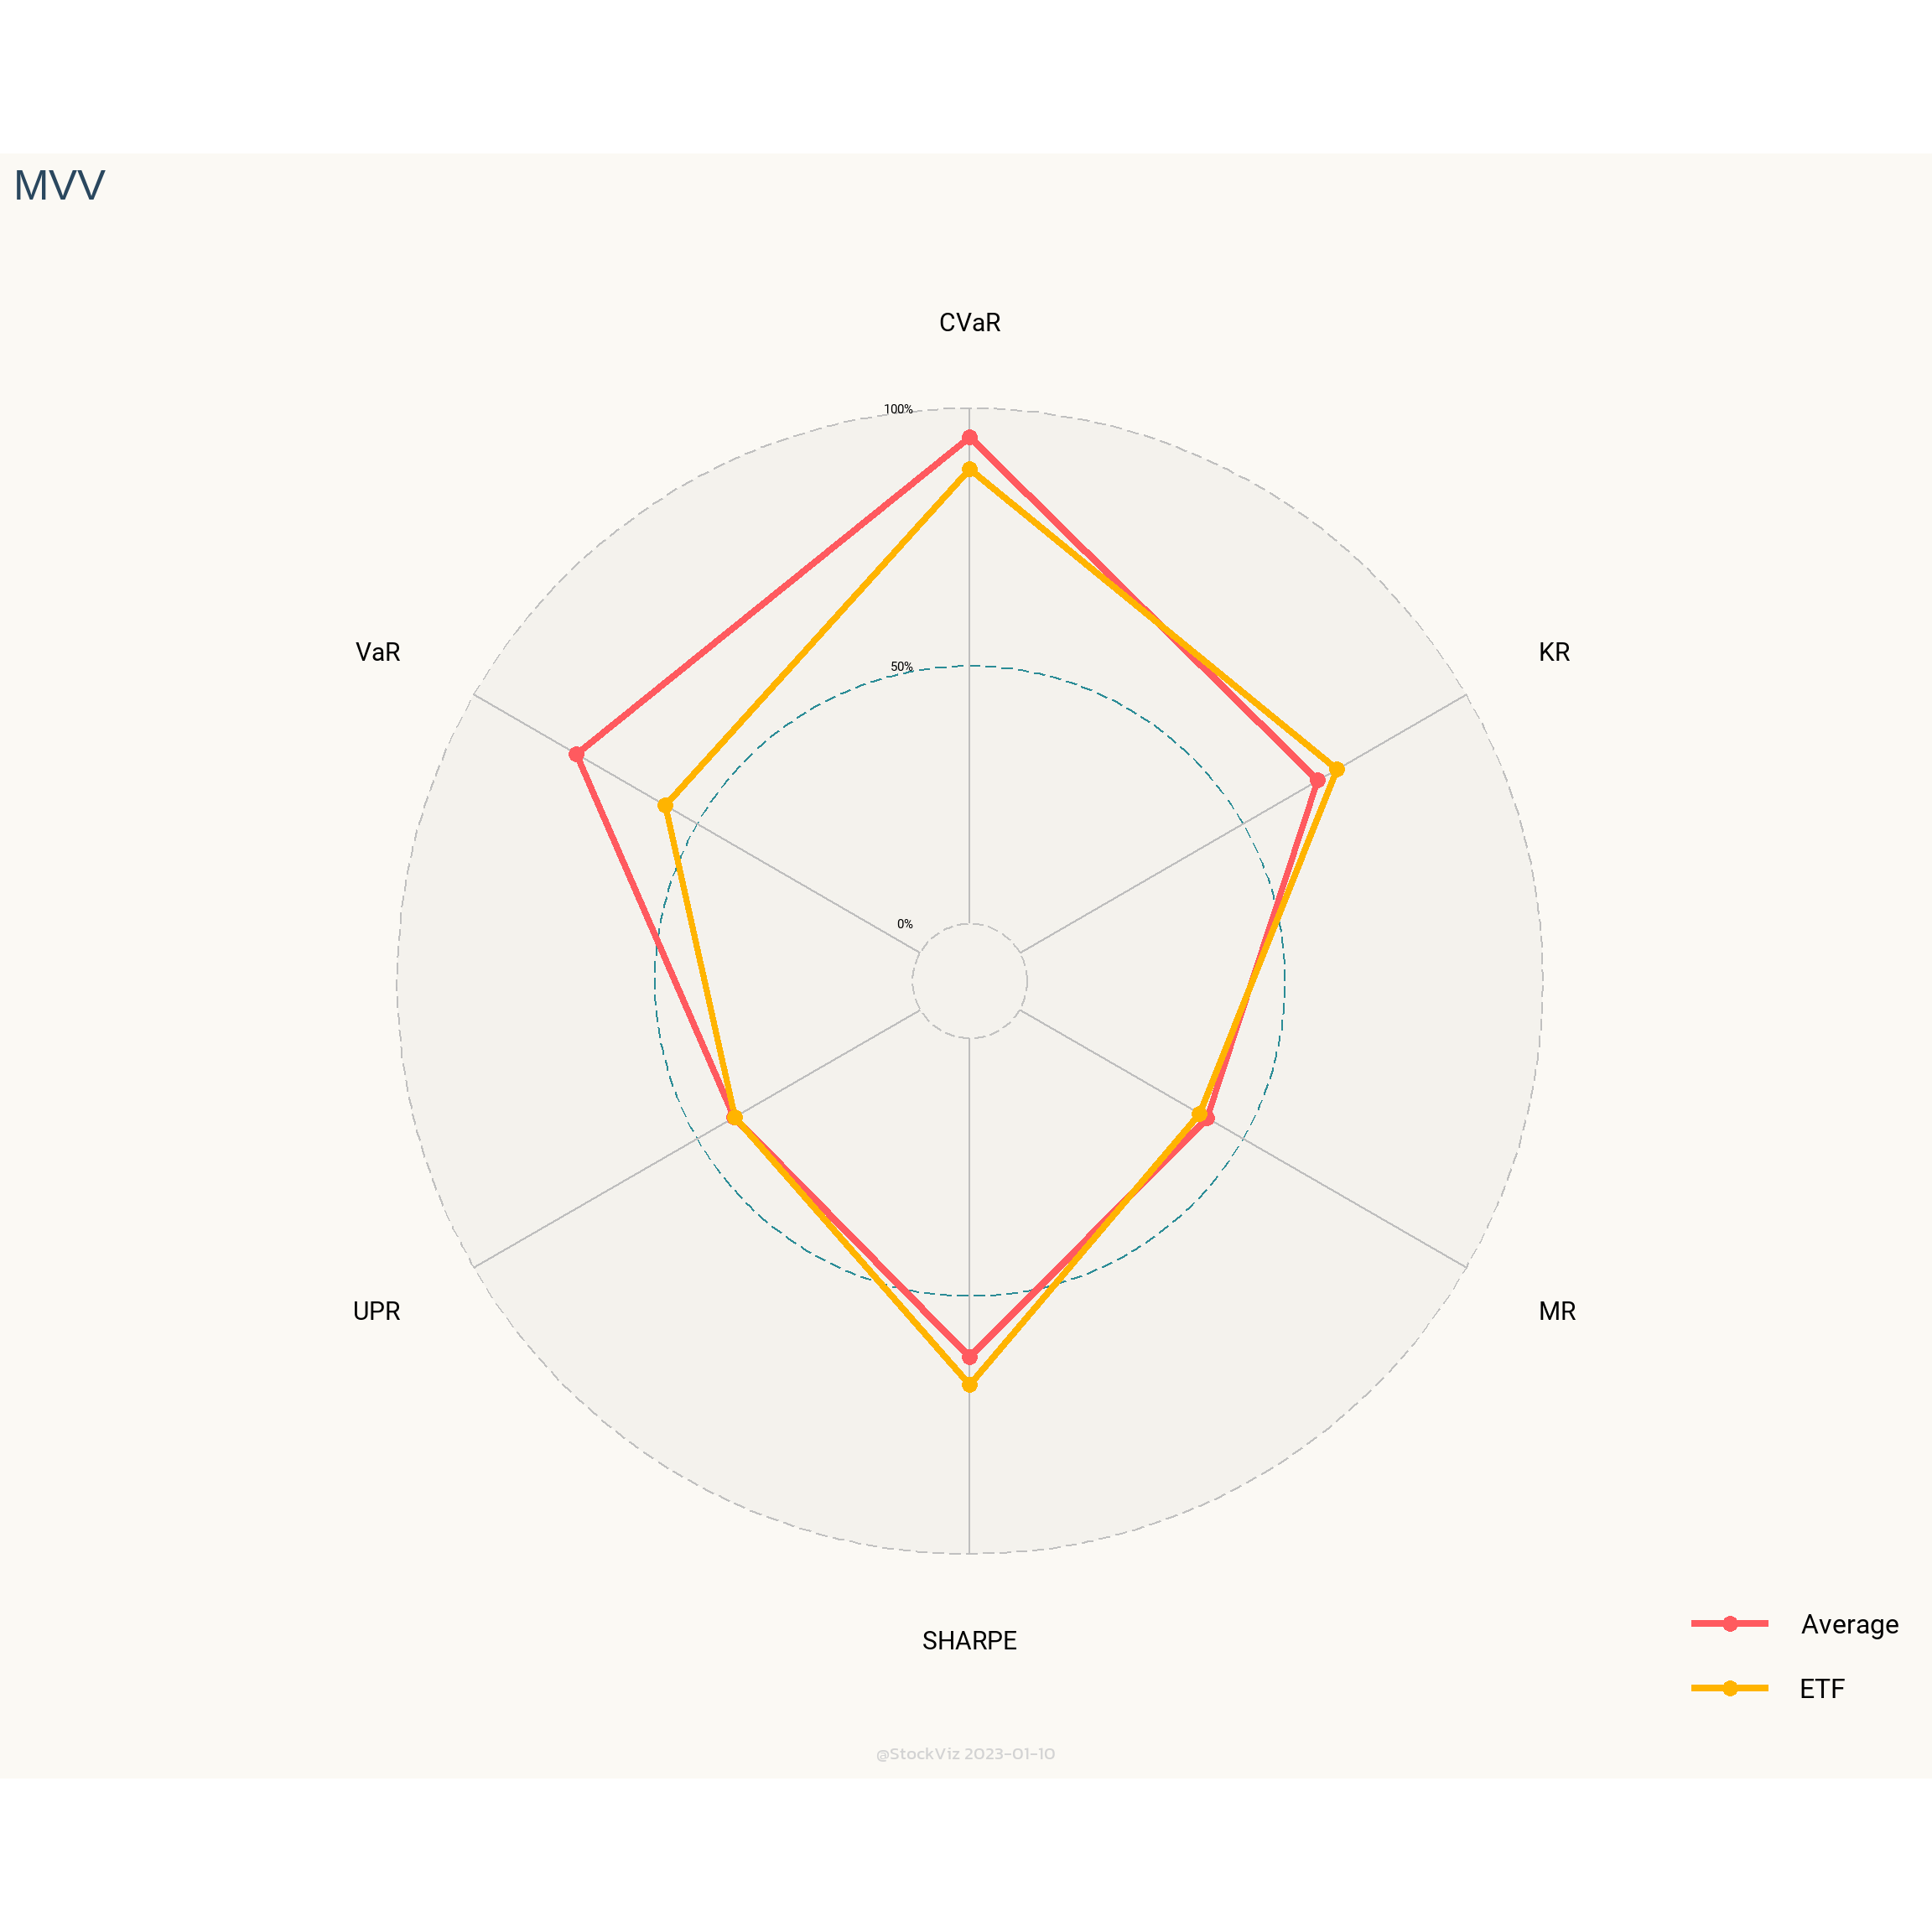 MVV
CVaR
100%
VaR
KR
50%
0%
UPR
MR
SHARPE
Average
ETF
@StockViz 2023-01-10